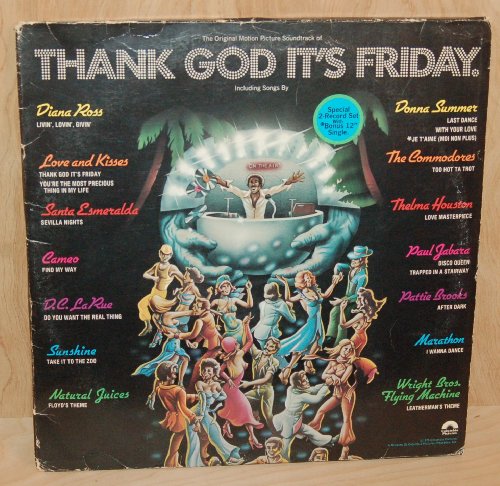 The Original Motion Picture Soundtrack of
THANK GOD IT'S FRIDAY.
Including Songs By
Special
2-Record Set
With
"Bonus 12"
Single.
Diana Ross
LIVIN', LOVIN', GIVIN'
Love and Kisses
THANK GOD IT'S FRIDAY
YOU'RE THE MOST PRECIOUS
THING IN MY LIFE
Santa Esmeralda
SEVILLA NIGHTS
Cameo
FIND MY WAY
D.C. LaRue
DO YOU WANT THE REAL THING
Sunshine
TAKE IT TO THE ZOO
Natural Juices
FLOYD'S THEME
ON THE AIR
Donna Summer
LAST DANCE
WITH YOUR LOVE
*JE T'AIME (MOI NON PLUS)
The Commodores
TOO HOT TA TROT
Thelma Houston
LOVE MASTERPIECE
Paul Jabara
DISCO QUEEN
TRAPPED IN A STAIRWAY
Pattie Brooks
AFTER DARK
Marathon
I WANNA DANCE
Wright Bros.
Flying Machine
LEATHERMAN'S THEME